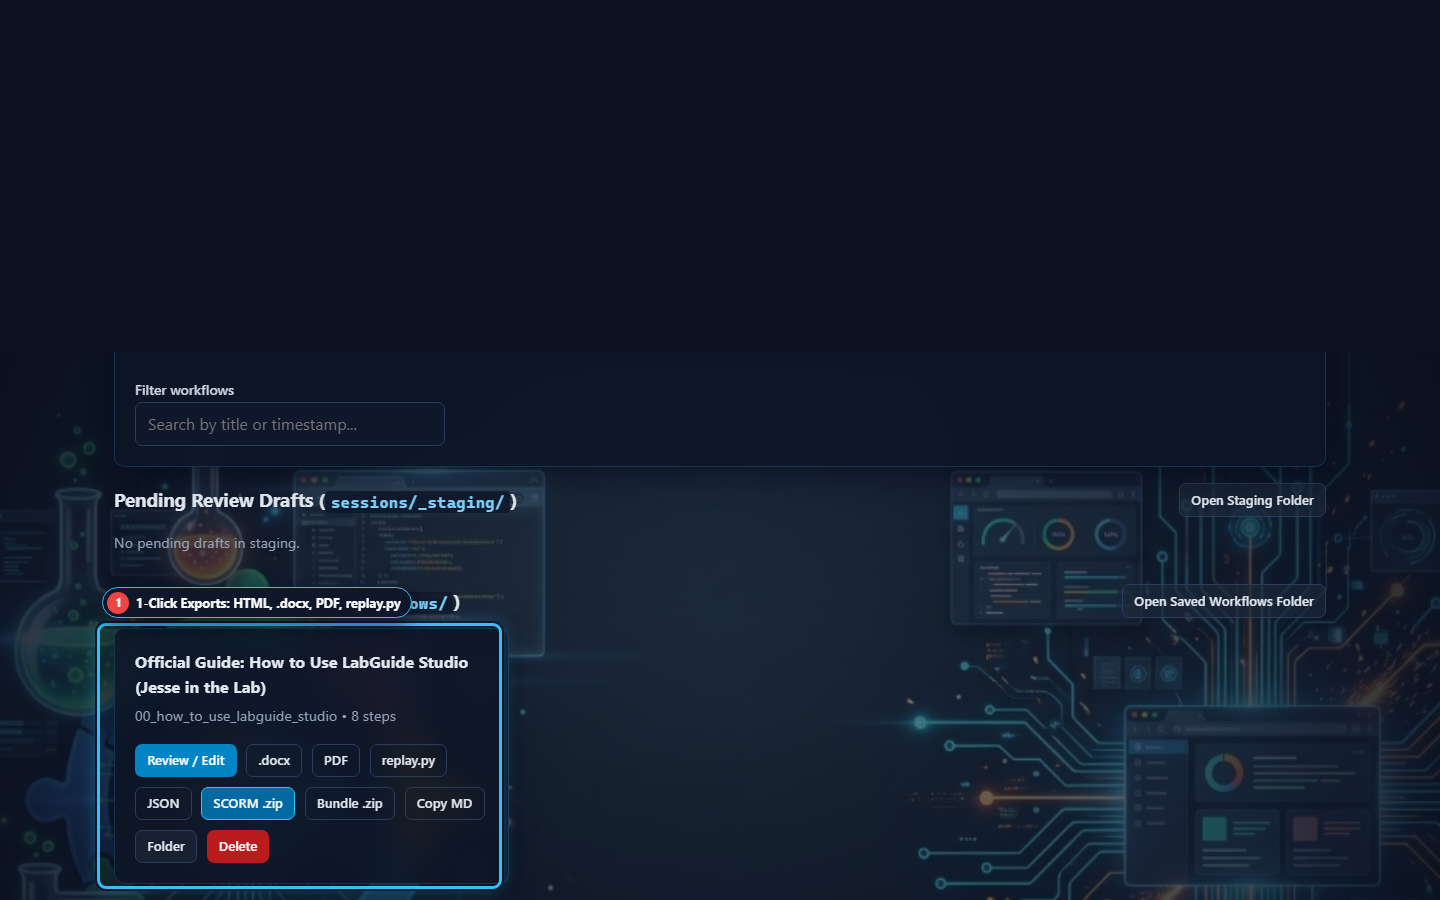 Filter workflows
Search by title or timestamp...
Pending Review Drafts ( sessions/_staging/ )
Open Staging Folder
No pending drafts in staging.
1 1-Click Exports: HTML, .docx, PDF, replay.py
ows/ )
Open Saved Workflows Folder
Official Guide: How to Use LabGuide Studio
(Jesse in the Lab)
00_how_to_use_labguide_studio • 8 steps
Review / Edit .docx PDF replay.py
JSON SCORM .zip Bundle .zip Copy MD
Folder Delete